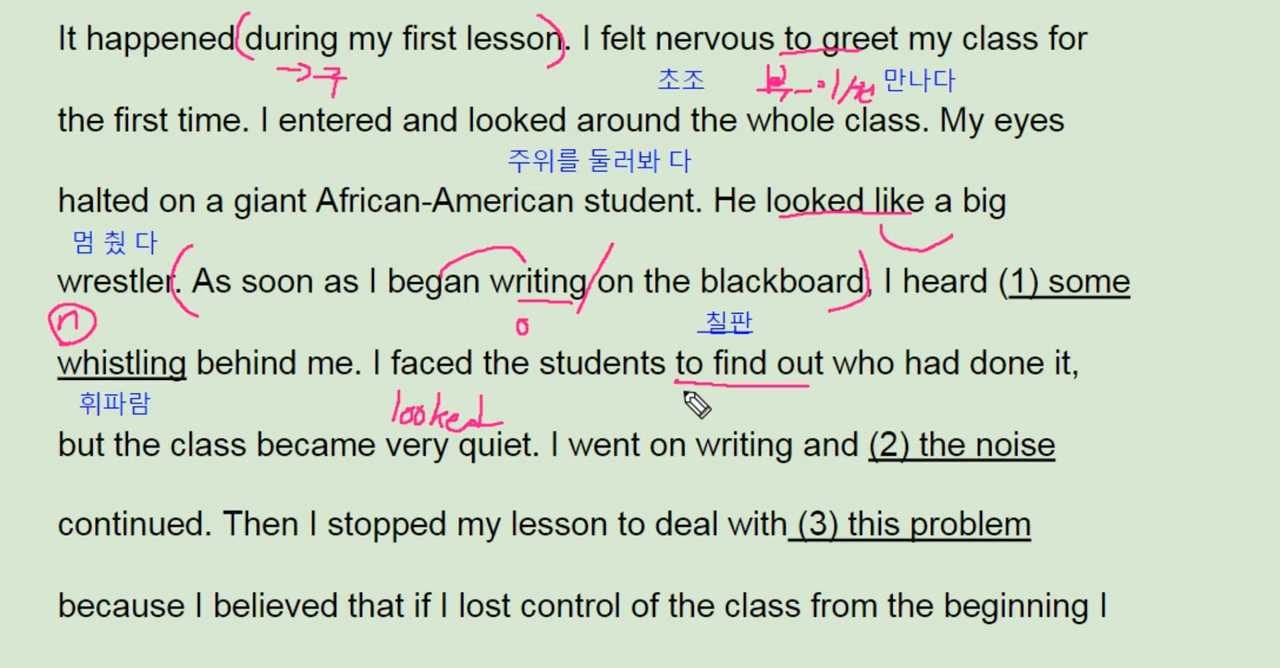 It happened during my first lesson. I felt nervous to greet my class for
→구
초조
부-이/원
만나다
the first time. I entered and looked around the whole class. My eyes
주위를 둘러봐 다
halted on a giant African-American student. He looked like a big
멈 췄 다
wrestler. As soon as I began writing/on the blackboard, I heard (1) some
n
o
칠판
whistling behind me. I faced the students to find out who had done it,
휘파람
looked
but the class became very quiet. I went on writing and (2) the noise
continued. Then I stopped my lesson to deal with (3) this problem
because I believed that if I lost control of the class from the beginning I